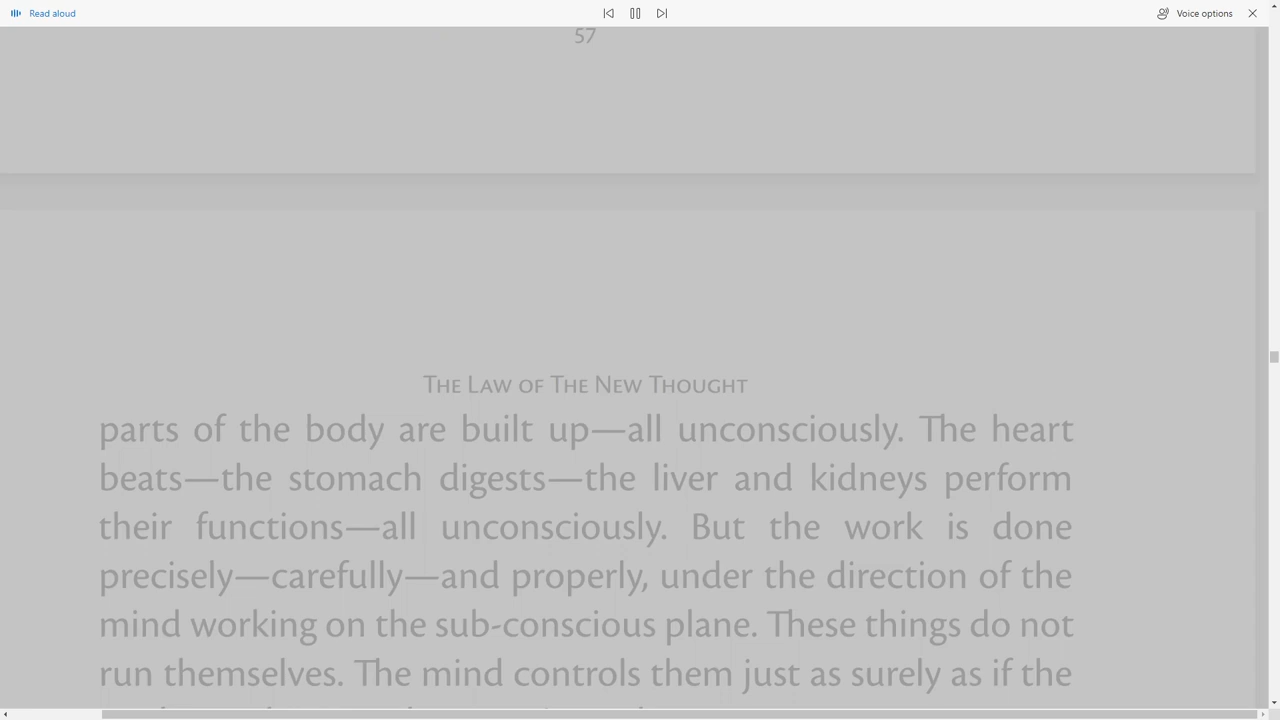 Read aloud
Voice options
57
The Law of The New Thought
parts of the body are built up—all unconsciously. The heart
beats—the stomach digests—the liver and kidneys perform
their functions—all unconsciously. But the work is done
precisely—carefully—and properly, under the direction of the
mind working on the sub-conscious plane. These things do not
run themselves. The mind controls them just as surely as if the